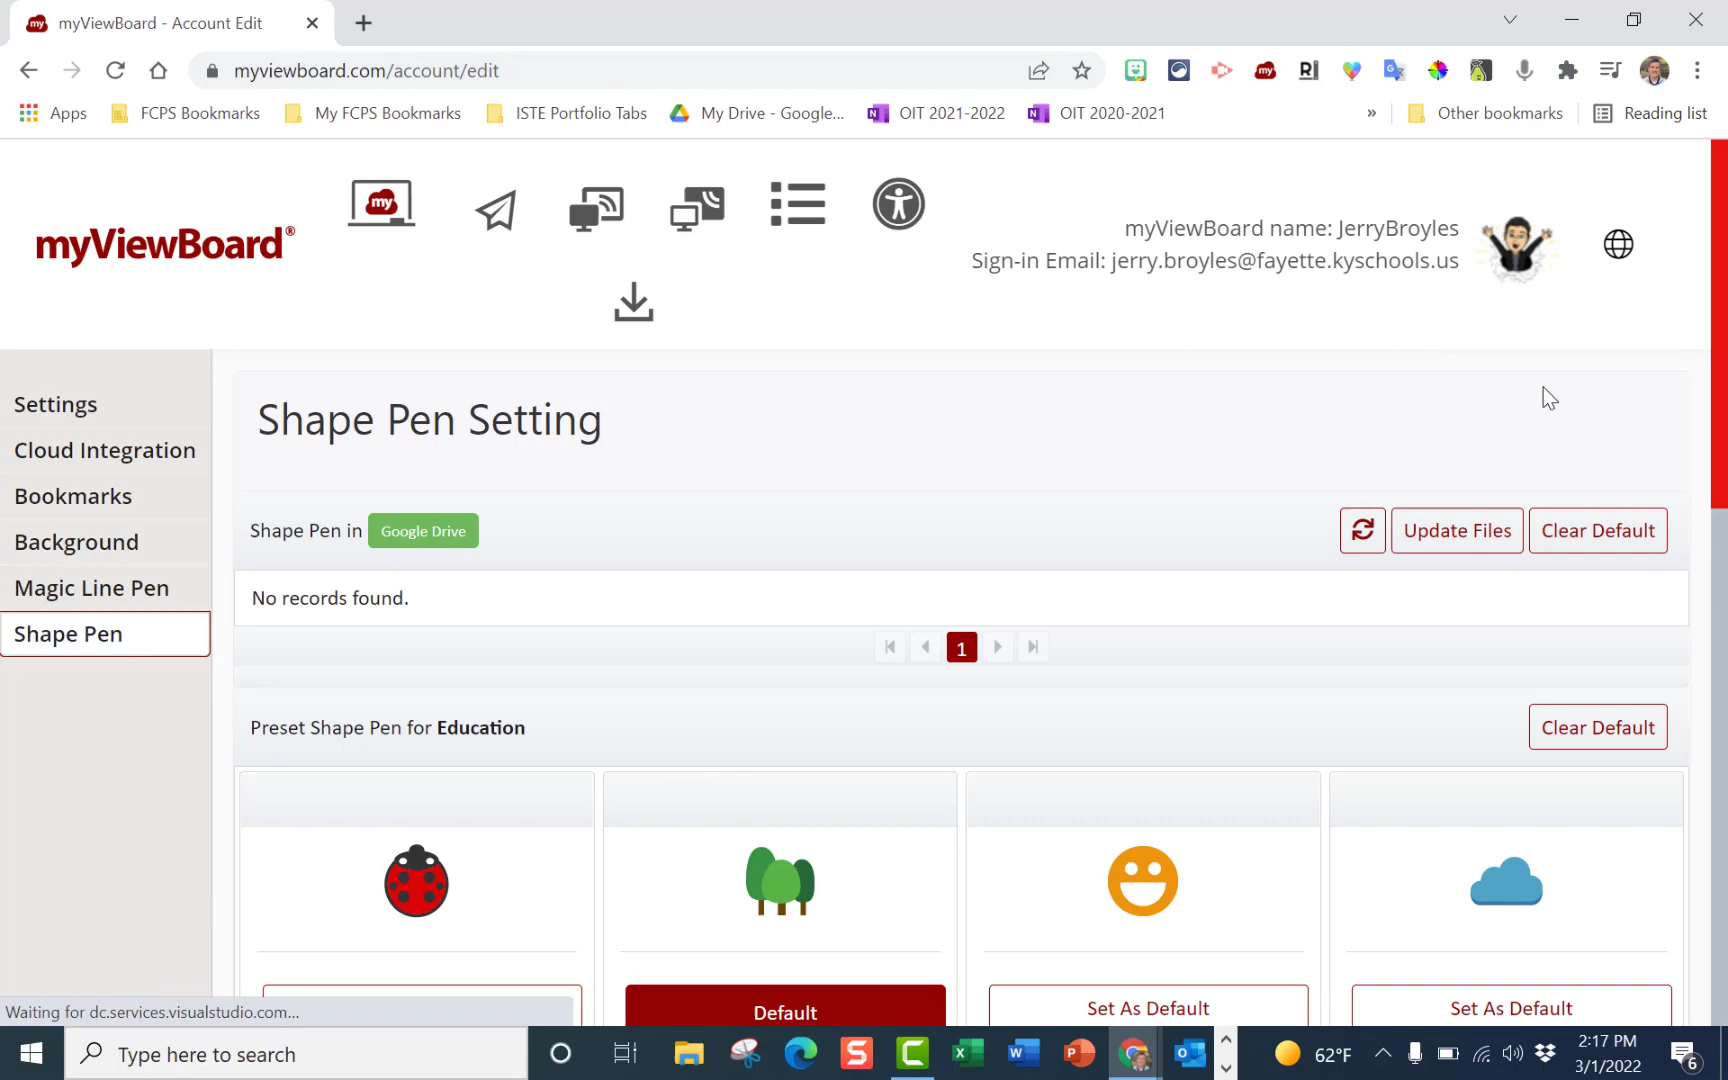 my myViewBoard - Account Edit
myviewboard.com/account/edit
my
R
Apps
FCPS Bookmarks
My FCPS Bookmarks
ISTE Portfolio Tabs
My Drive - Google...
N OIT 2021-2022
N OIT 2020-2021
»
Other bookmarks
Reading list
my
myViewBoard®
myViewBoard name: JerryBroyles
Sign-in Email: jerry.broyles@fayette.kyschools.us
Settings
Cloud Integration
Bookmarks
Background
Magic Line Pen
Shape Pen
Shape Pen Setting
Shape Pen in Google Drive
Update Files
Clear Default
No records found.
1
Preset Shape Pen for Education
Clear Default
Default
Set As Default
Set As Default
Waiting for dc.services.visualstudio.com...
Type here to search
S
C
X
W
P
O
62°F
2:17 PM
3/1/2022
6